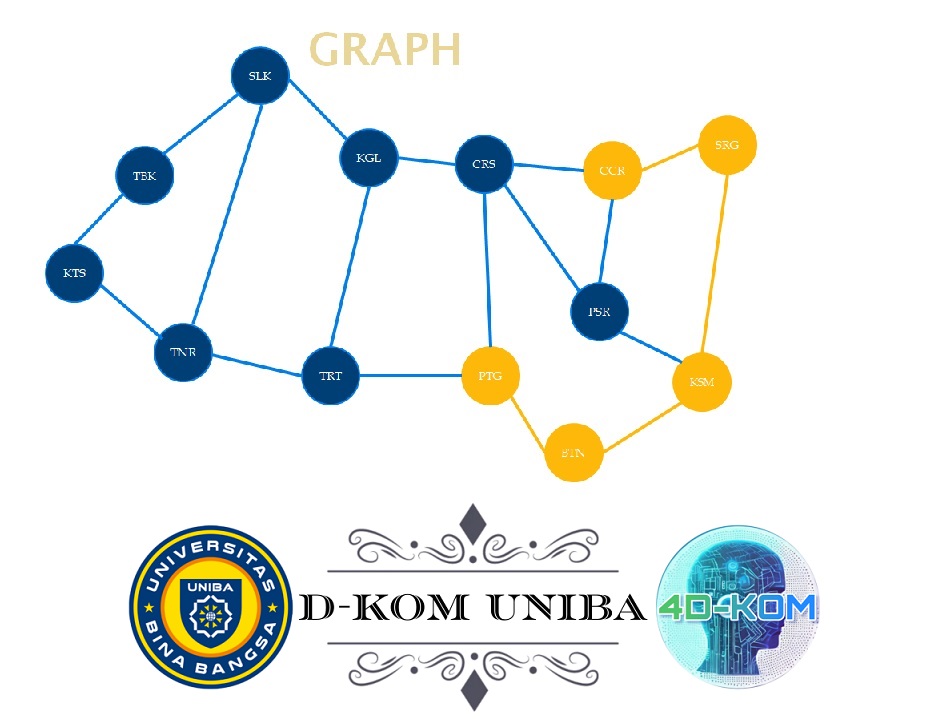 GRAPH
SLK
TBK
KGL
CRS
CCR
SRG
KTS
PSR
TNR
TRT
PTG
KSM
BTN
UNIVERSITAS
UNIBA
BINA BANGSA
D-KOM UNIBA
4D-KOM